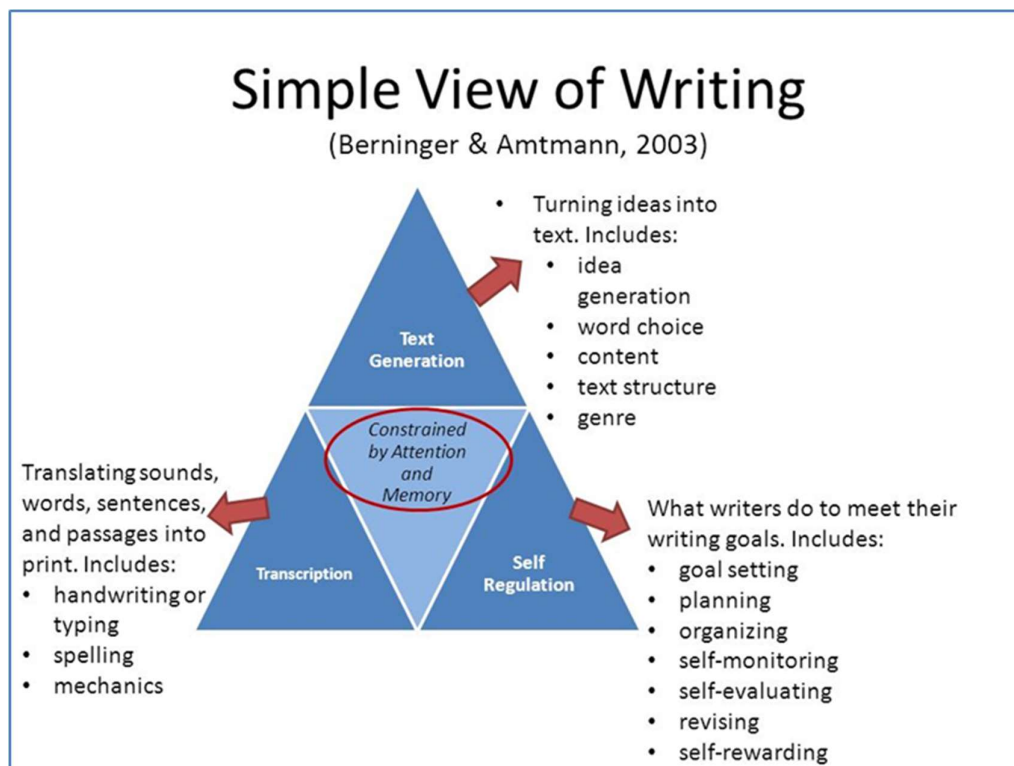 Simple View of Writing
(Berninger & Amtmann, 2003)
• Turning ideas into
text. Includes:
• idea
generation
• word choice
• content
• text structure
• genre
Text
Generation
Constrained
by Attention
and
Memory
Translating sounds,
words, sentences,
and passages into
print. Includes:
• handwriting or
typing
• spelling
• mechanics
Transcription
Self
Regulation
What writers do to meet their
writing goals. Includes:
• goal setting
• planning
• organizing
• self-monitoring
• self-evaluating
• revising
• self-rewarding